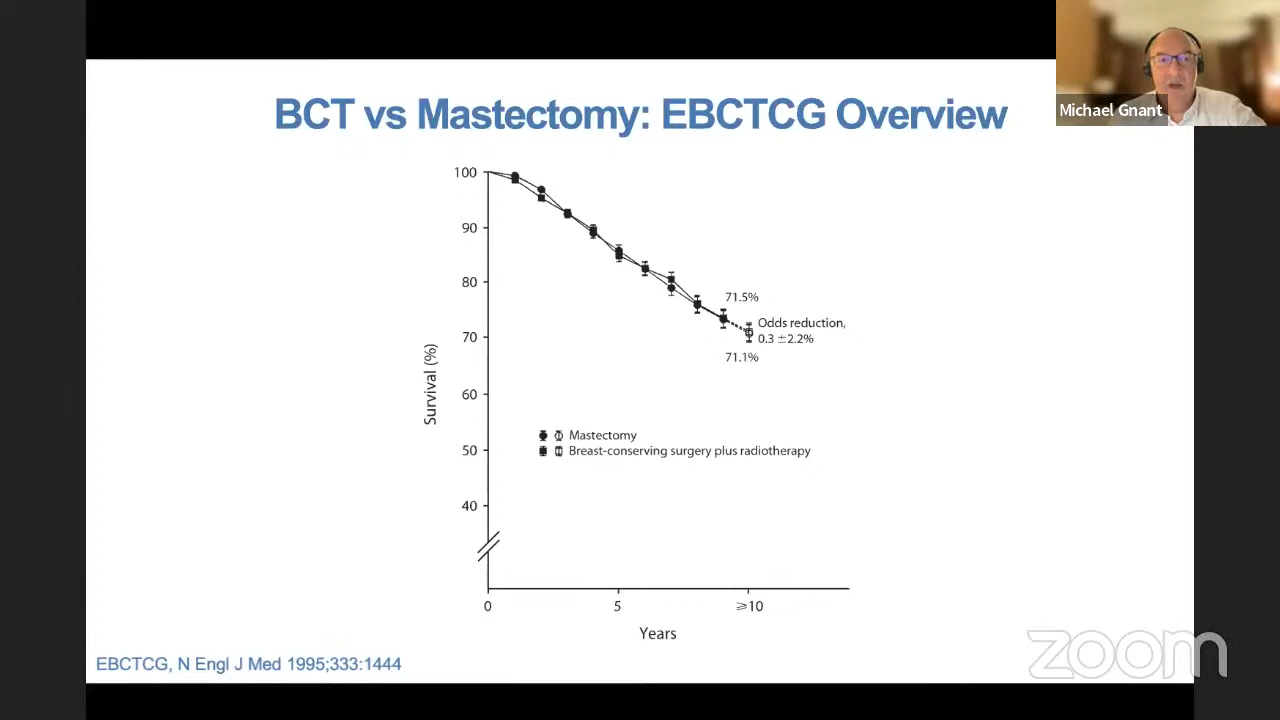 BCT vs Mastectomy: EBCTCG Overview
Michael Gnant
100
90
80
70
60
50
40
Survival (%)
71.5%
Odds reduction,
0.3 ±2.2%
71.1%
Mastectomy
Breast-conserving surgery plus radiotherapy
0
5
≥10
Years
EBCTCG, N Engl J Med 1995;333:1444
zoom